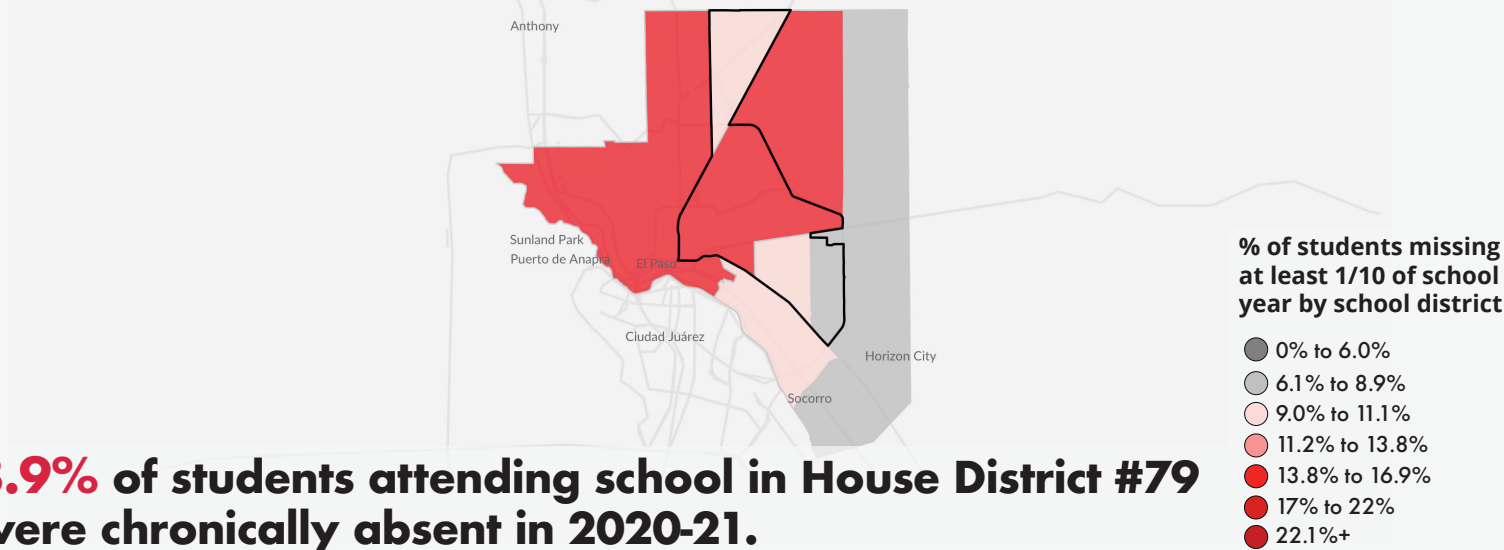 Anthony
Sunland Park
Puerto de Anapra
El Paso
Ciudad Juárez
Horizon City
Socorro
% of students missing
at least 1/10 of school
year by school district
0% to 6.0%
6.1% to 8.9%
9.0% to 11.1%
11.2% to 13.8%
13.8% to 16.9%
17% to 22%
22.1%+
.9% of students attending school in House District #79
were chronically absent in 2020-21.